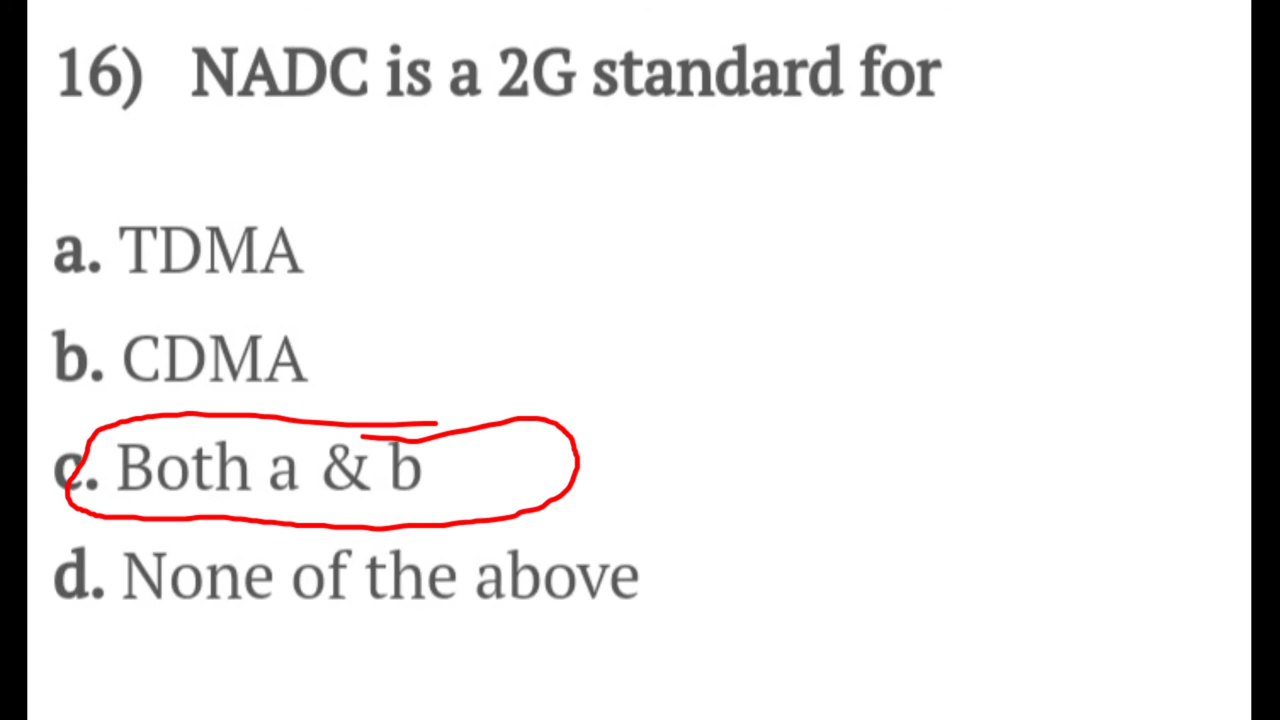 16) NADC is a 2G standard for
a. TDMA
b. CDMA
c. Both a & b
d. None of the above